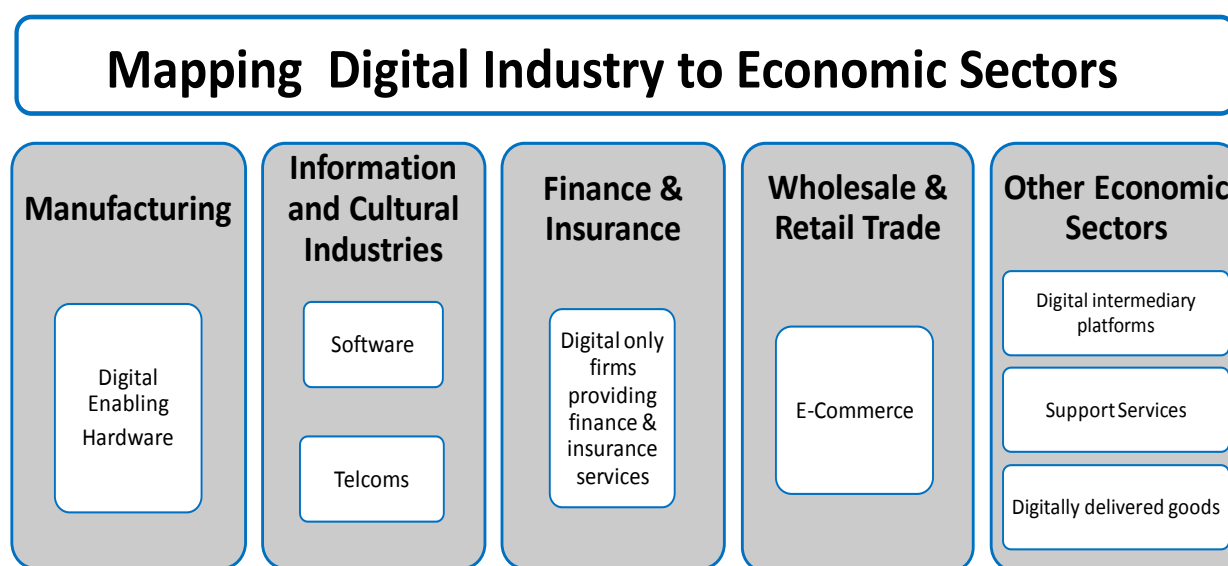 Mapping  Digital Industry to Economic Sectors
Manufacturing
Digital
Enabling
Hardware
Information
and Cultural
Industries
Software
Telcoms
Finance &
Insurance
Digital only
firms
providing
finance &
insurance
services
Wholesale &
Retail Trade
E-Commerce
Other Economic
Sectors
Digital intermediary
platforms
Support Services
Digitally delivered goods